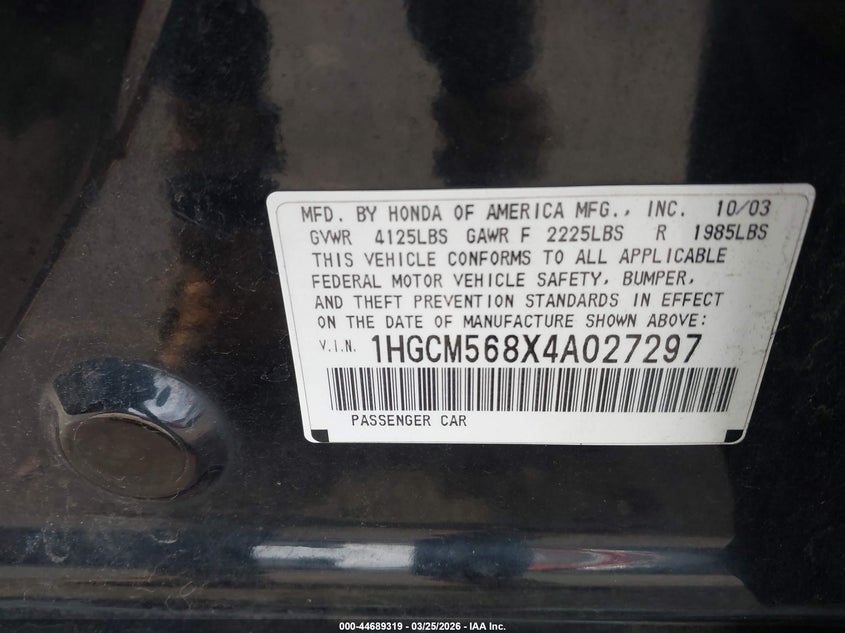 MFD. BY HONDA OF AMERICA MFG., INC. 10/03
GVWR 4125LBS GAWR F 2225LBS R 1985LBS
THIS VEHICLE CONFORMS TO ALL APPLICABLE
FEDERAL MOTOR VEHICLE SAFETY, BUMPER,
AND THEFT PREVENTION STANDARDS IN EFFECT
ON THE DATE OF MANUFACTURE SHOWN ABOVE:
V.I.N. 1HGCM568X4A027297
PASSENGER CAR
000-44689319 - 03/25/2026 - IAA Inc.